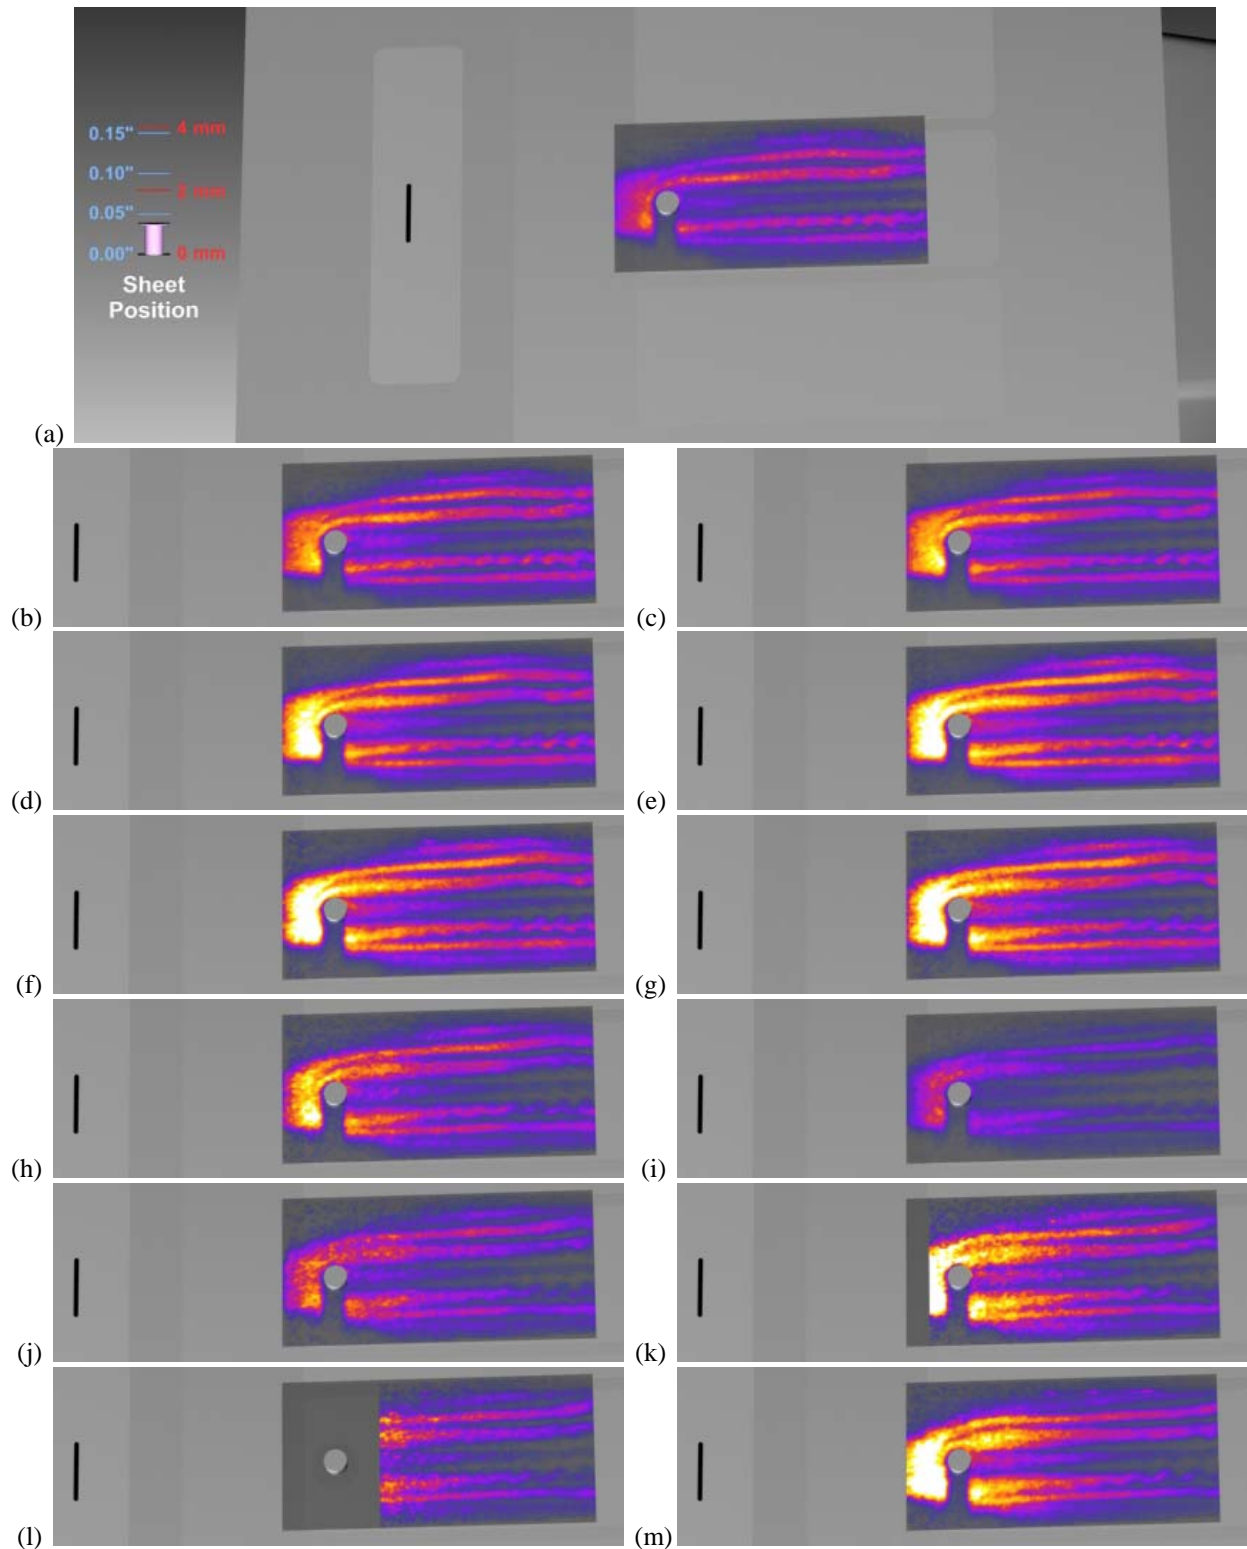 0.15" 4 mm
0.10"
2 mm
0.05"
0.00" 0 mm
Sheet
Position
(a)
(b) (c)
(d) (e)
(f) (g)
(h) (i)
(j) (k)
(l) (m)